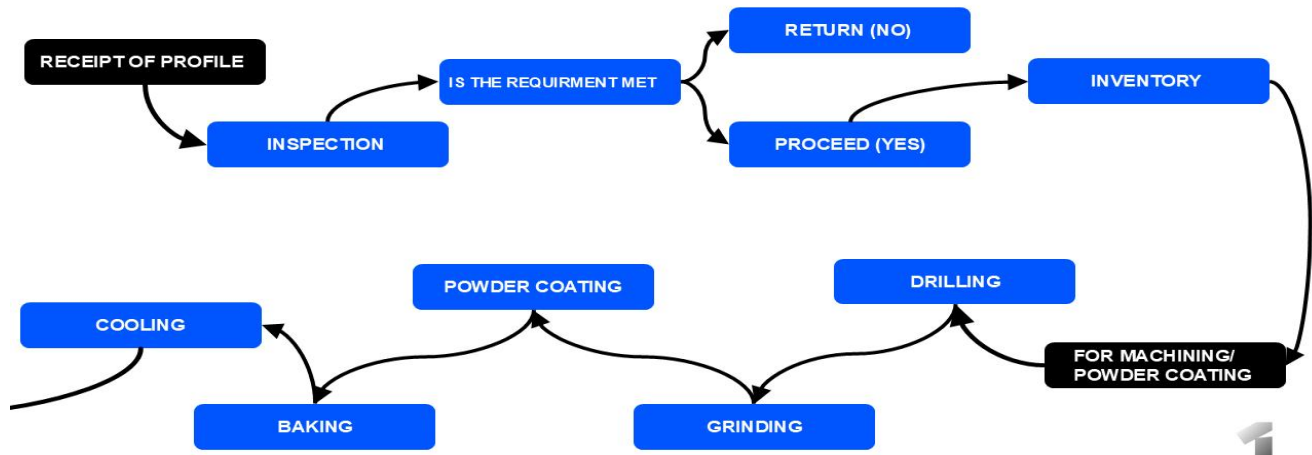 RECEIPT OF PROFILE
INSPECTION
IS THE REQUIRMENT MET
RETURN (NO)
PROCEED (YES)
INVENTORY
FOR MACHINING/
POWDER COATING
DRILLING
GRINDING
POWDER COATING
BAKING
COOLING